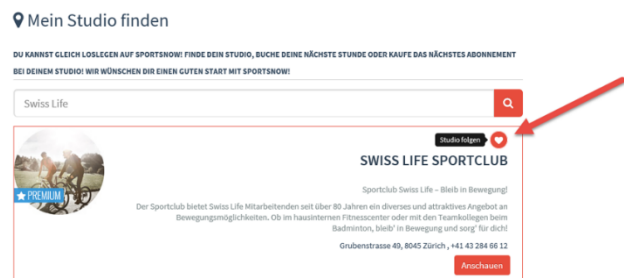 Mein Studio finden
DU KANNST GLEICH LOSLEGEN AUF SPORTSNOW! FINDE DEIN STUDIO, BUCHE DEINE NÄCHSTE STUNDE ODER KAUFE DAS NÄCHSTES ABONNEMENT
BEI DEINEM STUDIO! WIR WÜNSCHEN DIR EINEN GUTEN START MIT SPORTSNOW!
Swiss Life
Studio folgen
SWISS LIFE SPORTCLUB
PREMIUM
Sportclub Swiss Life – Bleib in Bewegung!
Der Sportclub bietet Swiss Life Mitarbeitenden seit über 80 Jahren ein diverses und attraktives Angebot an
Bewegungsmöglichkeiten. Ob im hausinternen Fitnesscenter oder mit den Teamkollegen beim
Badminton, bleib' in Bewegung und sorg' für dich!
Grubenstrasse 49, 8045 Zürich , +41 43 284 66 12
Anschauen